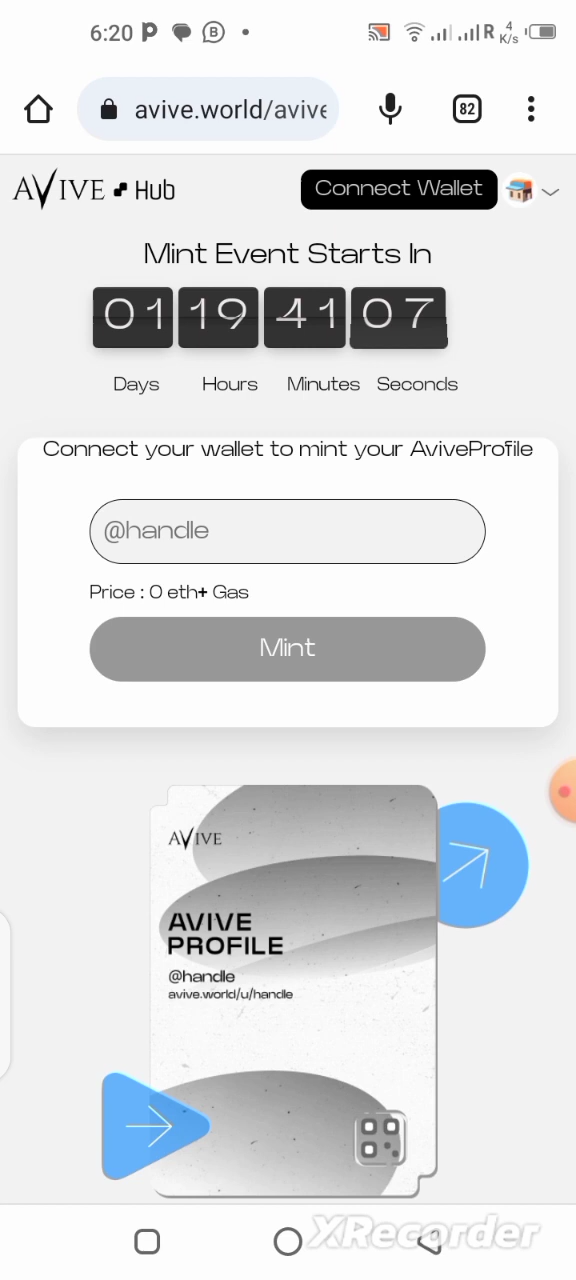 6:20
R
4
K/s
avive.world/avive
82
AVIVE Hub
Connect Wallet
Mint Event Starts In
01 19 41 07
Days Hours Minutes Seconds
Connect your wallet to mint your AviveProfile
@handle
Price : 0 eth+ Gas
Mint
AVIVE
AVIVE
PROFILE
@handle
avive.world/u/handle
XRecorder